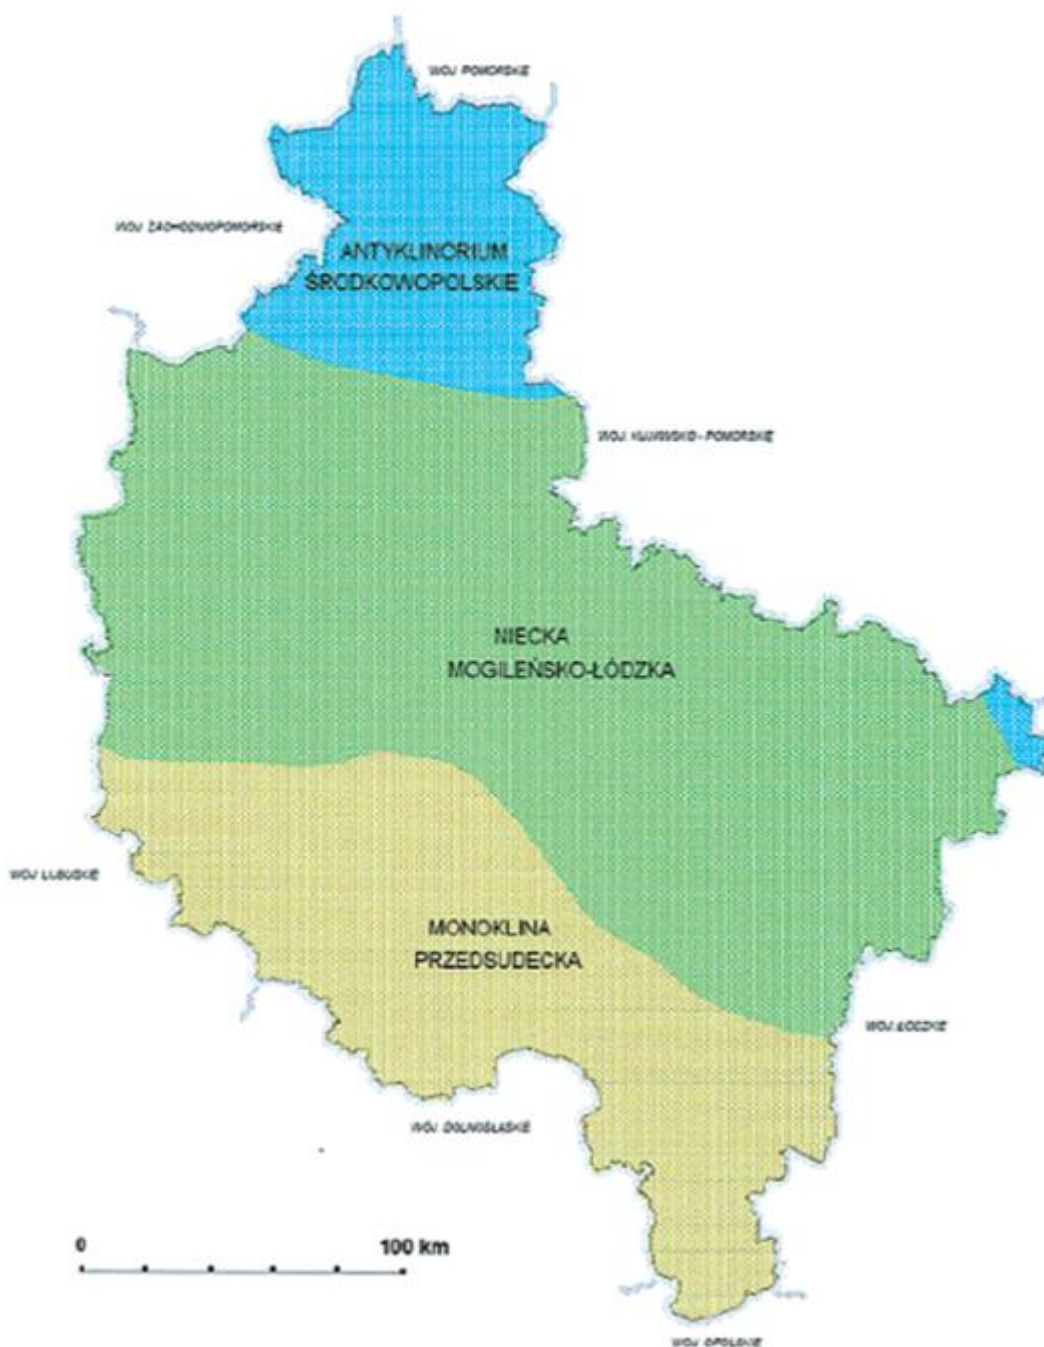 WOJ. POMORSKIE
WOJ. ZACHODNIOPOMORSKIE
ANTYKLINORIUM
ŚRODKOWOPOLSKIE
WOJ. KUJAWSKO - POMORSKIE
NIECKA
MOGILEŃSKO-ŁÓDZKA
WOJ. LUBUSKIE
MONOKLINA
PRZEDSUDECKA
WOJ. ŁÓDZKIE
WOJ. DOLNOŚLĄSKIE
0 100 km
WOJ. OPOLSKIE